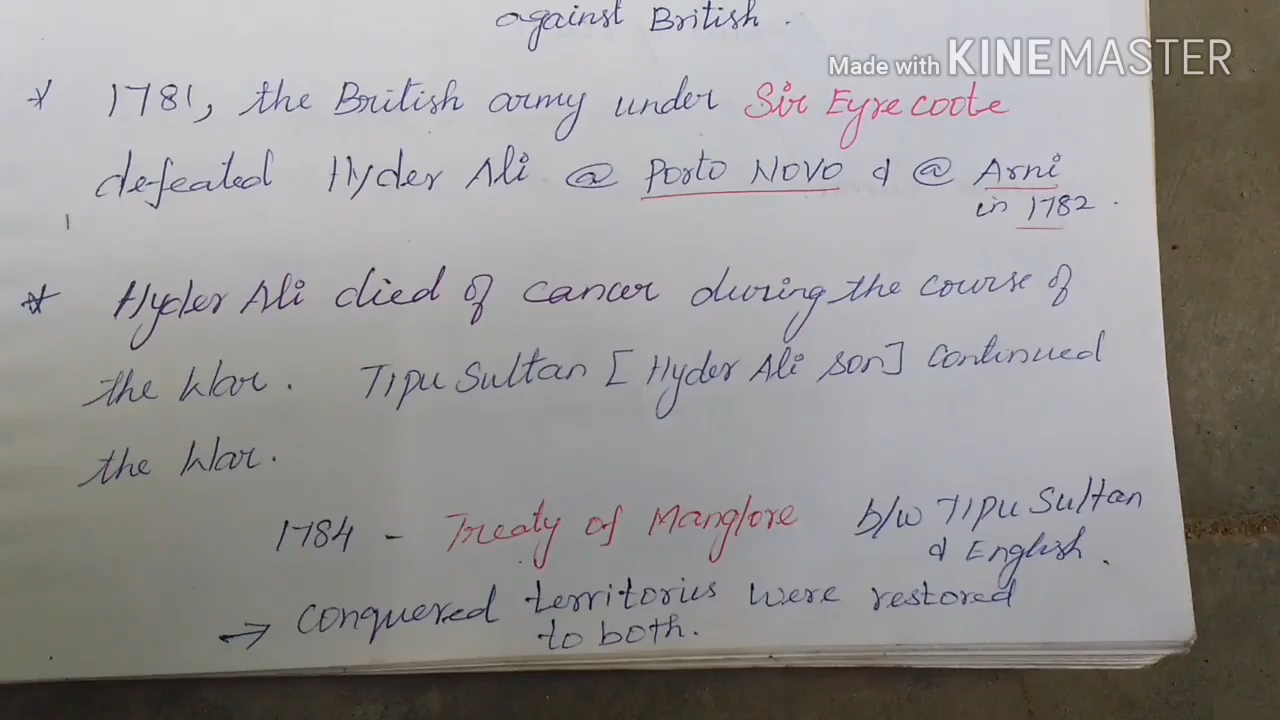 against British.
Made with KINEMASTER
* 1781, the British army under Sir Eyre coote
defeated Hyder Ali @ Porto Novo & @ Arni
in 1782.
* Hyder Ali died of cancer during the course of
the War. Tipu Sultan [Hyder Ali son] continued
the War.
1784 - Treaty of Manglore b/w Tipu Sultan
& English.
→ conquered territories were restored
to both.